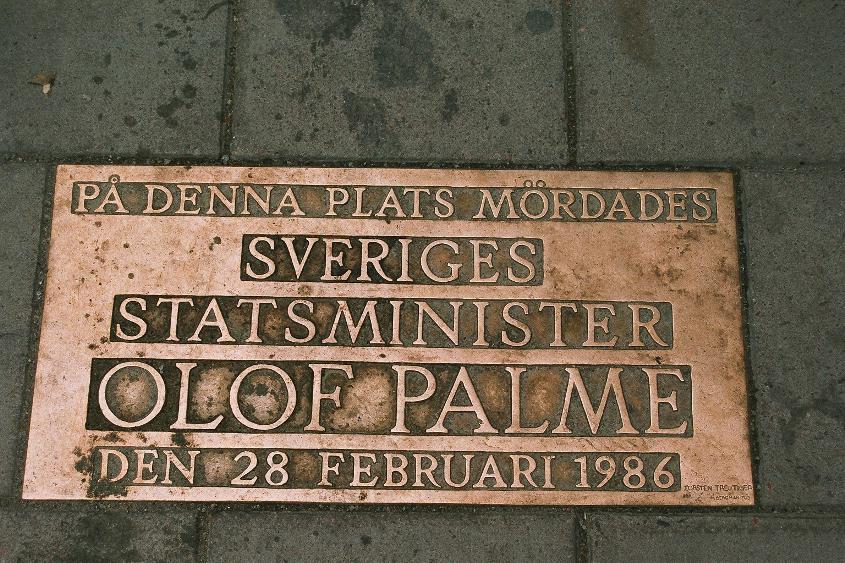 PÅ DENNA PLATS MÖRDADES
SVERIGES
STATSMINISTER
OLOF PALME
DEN 28 FEBRUARI 1986